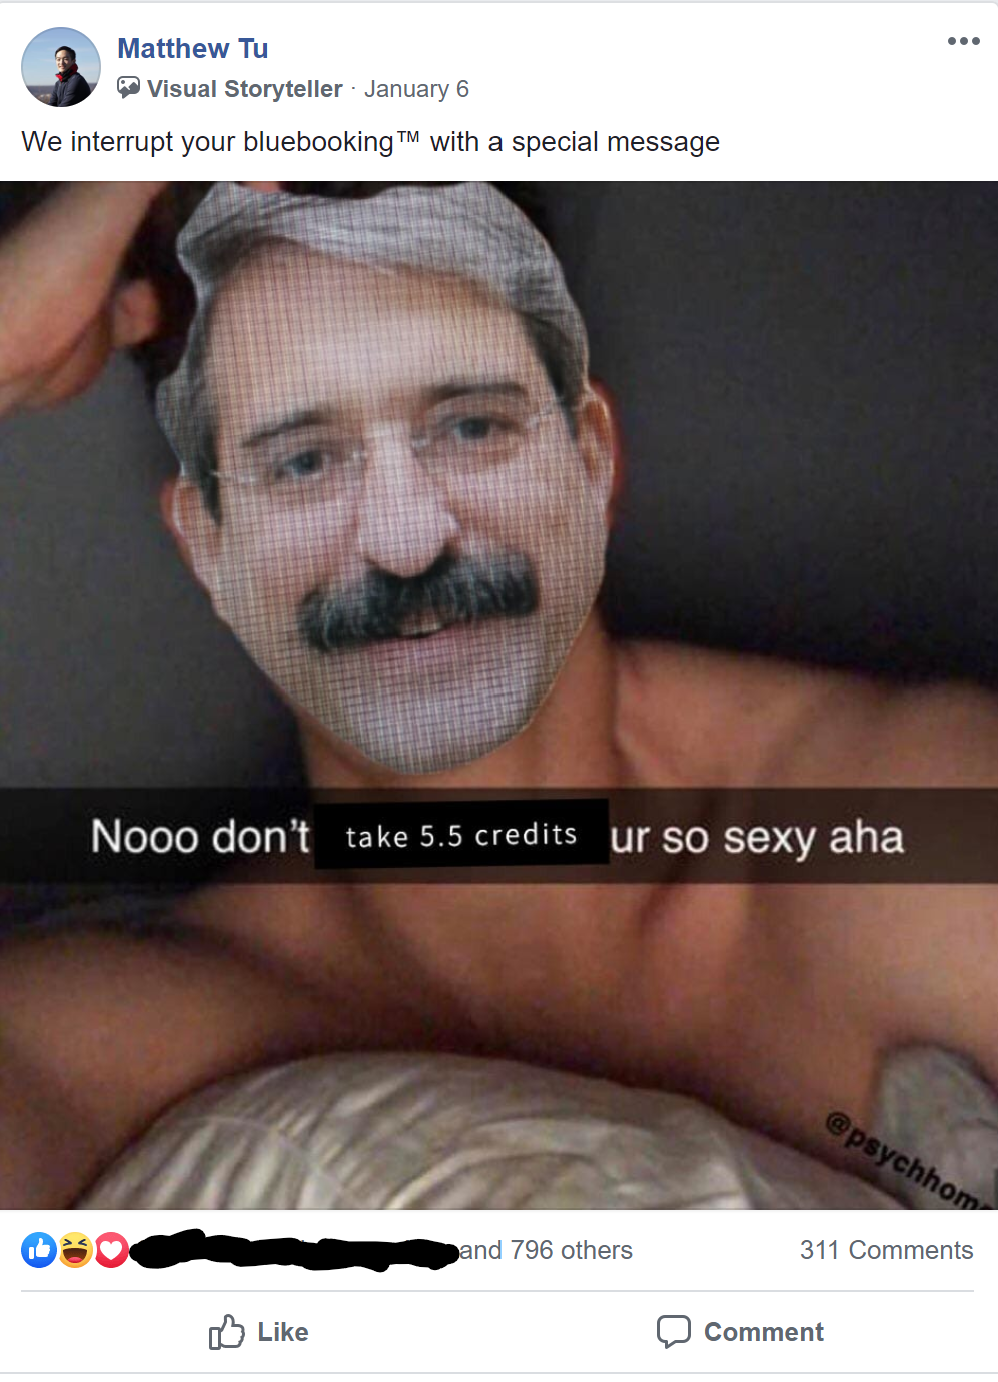 Matthew Tu
Visual Storyteller · January 6
We interrupt your bluebooking™ with a special message
Nooo don't take 5.5 credits ur so sexy aha
@psychhom
and 796 others
311 Comments
Like
Comment